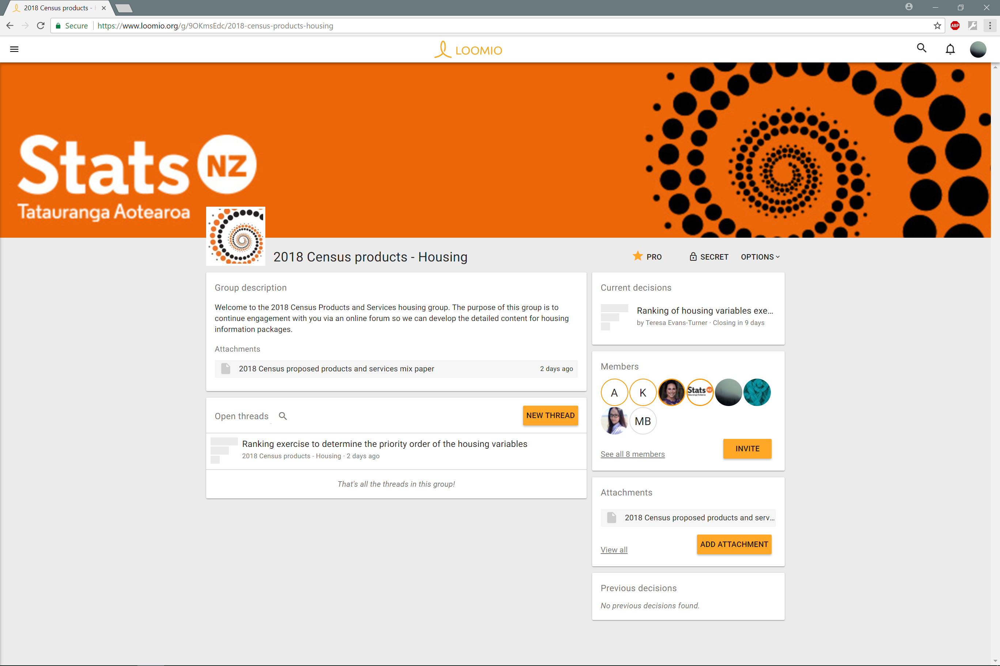 2018 Census products -
Secure
https://www.loomio.org/g/9OKmsEdc/2018-census-products-housing
ABP
LOOMIO
Stats NZ
Tatauranga Aotearoa
2018 Census products - Housing
PRO
SECRET
OPTIONS
Group description
Welcome to the 2018 Census Products and Services housing group. The purpose of this group is to
continue engagement with you via an online forum so we can develop the detailed content for housing
information packages.
Attachments
2018 Census proposed products and services mix paper
2 days ago
Open threads
NEW THREAD
Ranking exercise to determine the priority order of the housing variables
2018 Census products - Housing · 2 days ago
That's all the threads in this group!
Current decisions
Ranking of housing variables exe...
by Teresa Evans-Turner · Closing in 9 days
Members
A
K
Stats NZ
Tatauranga Aotearoa
MB
See all 8 members
INVITE
Attachments
2018 Census proposed products and serv...
View all
ADD ATTACHMENT
Previous decisions
No previous decisions found.